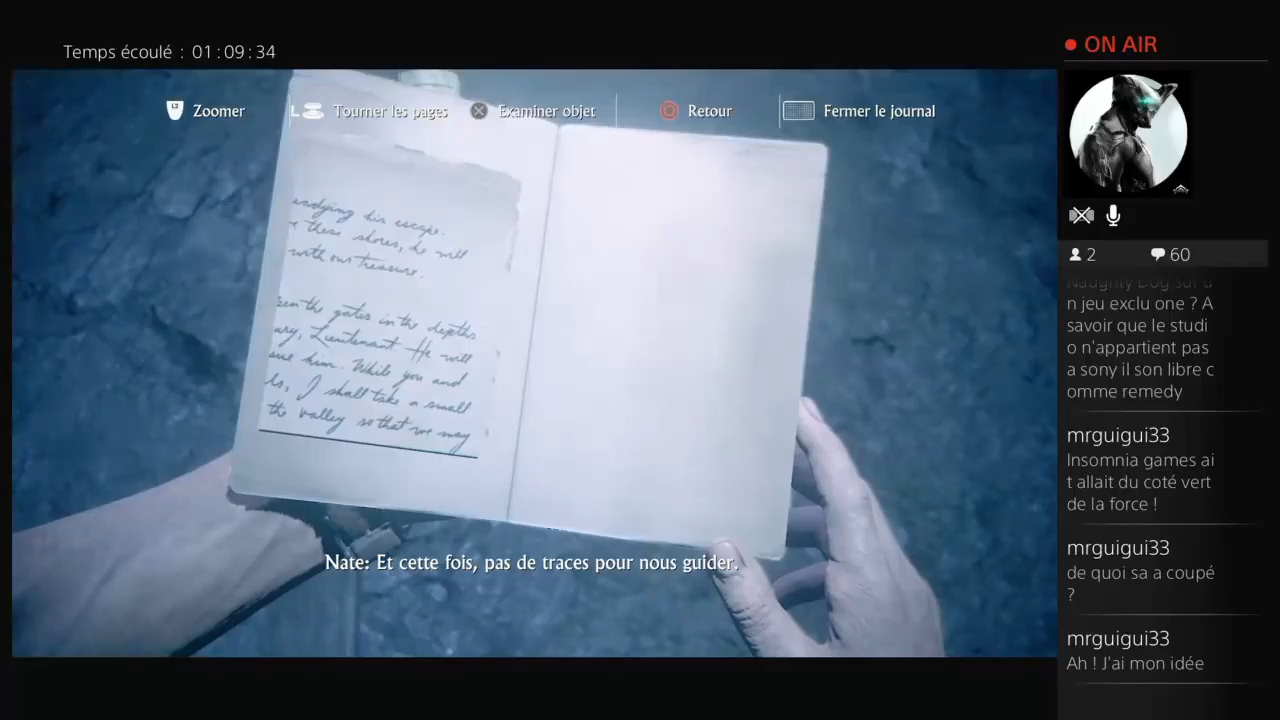 Temps écoulé : 01:09:34
ON AIR
L2 Zoomer
L Tourner les pages
Examiner objet
Retour
Fermer le journal
his escape.
these shores, he will
with our treasure.
the gates in the depths
Lieutenant. He will
him. While you and
I shall take a small
the valley so that we may
Nate: Et cette fois, pas de traces pour nous guider.
2
60
Naughty Dog sur u
n jeu exclu one ? A
savoir que le studi
o n'appartient pas
a sony il son libre c
omme remedy
mrguigui33
Insomnia games ai
t allait du coté vert
de la force !
mrguigui33
de quoi sa a coupé
?
mrguigui33
Ah ! J'ai mon idée